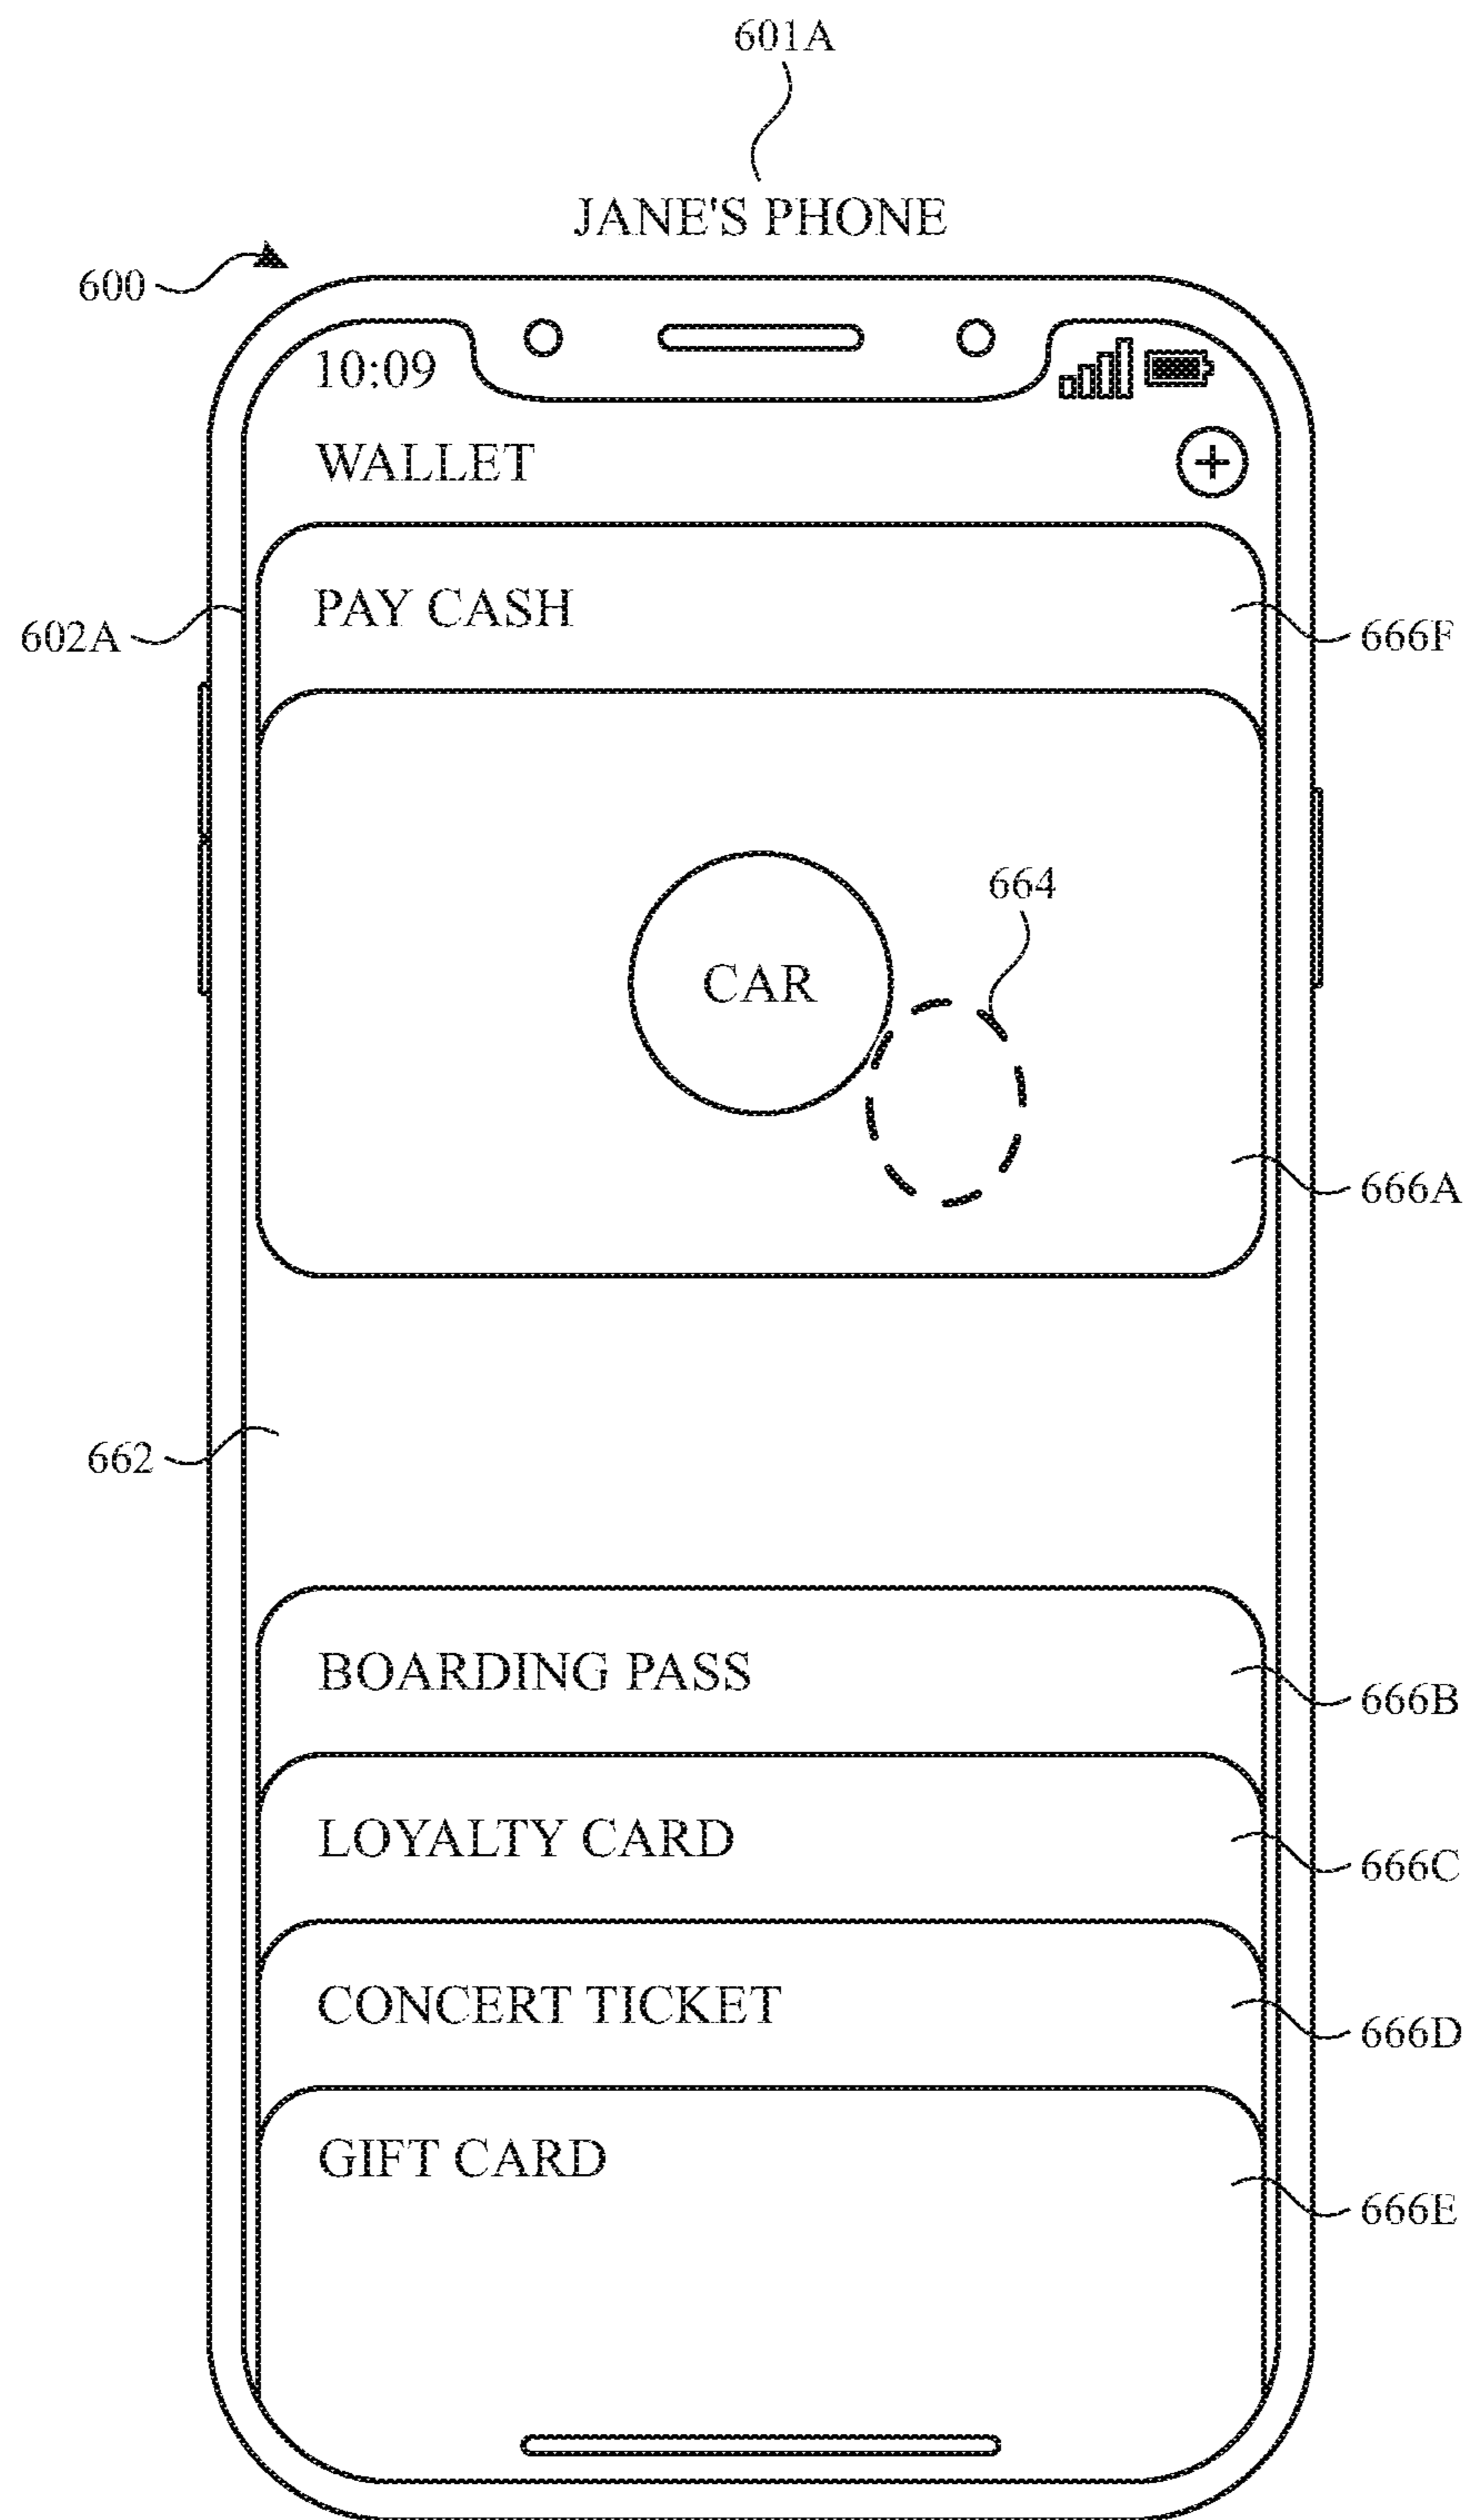 601A
JANE'S PHONE
600
10:09
WALLET
+
PAY CASH
602A
666F
664
CAR
666A
662
BOARDING PASS
666B
LOYALTY CARD
666C
CONCERT TICKET
666D
GIFT CARD
666E